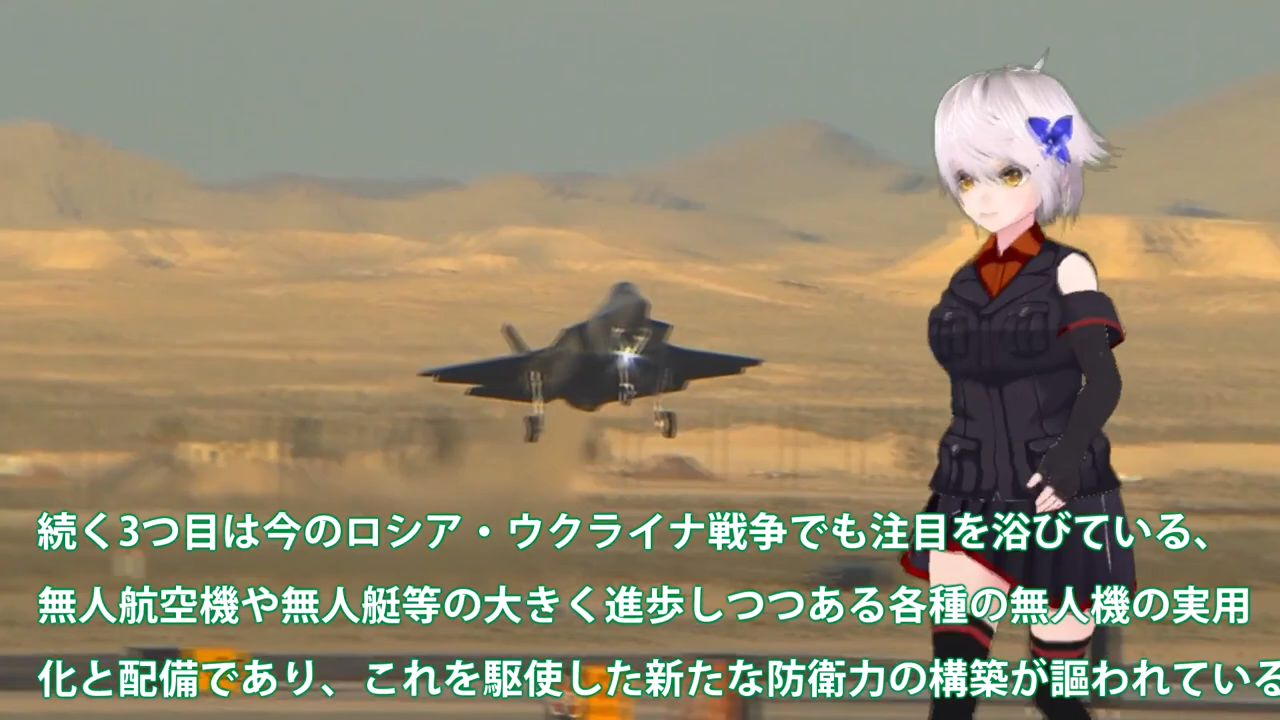 続く3つ目は今のロシア・ウクライナ戦争でも注目を浴びている、
無人航空機や無人艇等の大きく進歩しつつある各種の無人機の実用
化と配備であり、これを駆使した新たな防衛力の構築が謳われている